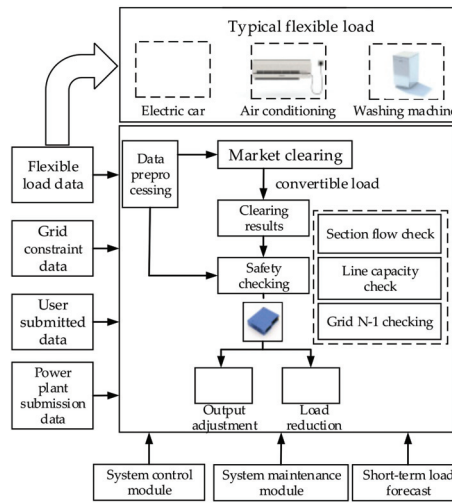 Typical flexible load
Electric car
Air conditioning
Washing machine
Flexible
load data
Data
prepro
cessing
Market clearing
convertible load
Clearing
results
Grid
constraint
data
Safety
checking
Section flow check
Line capacity
check
Grid N-1 checking
User
submitted
data
Power
plant
submission
data
Output
adjustment
Load
reduction
System control
module
System maintenance
module
Short-term load
forecast